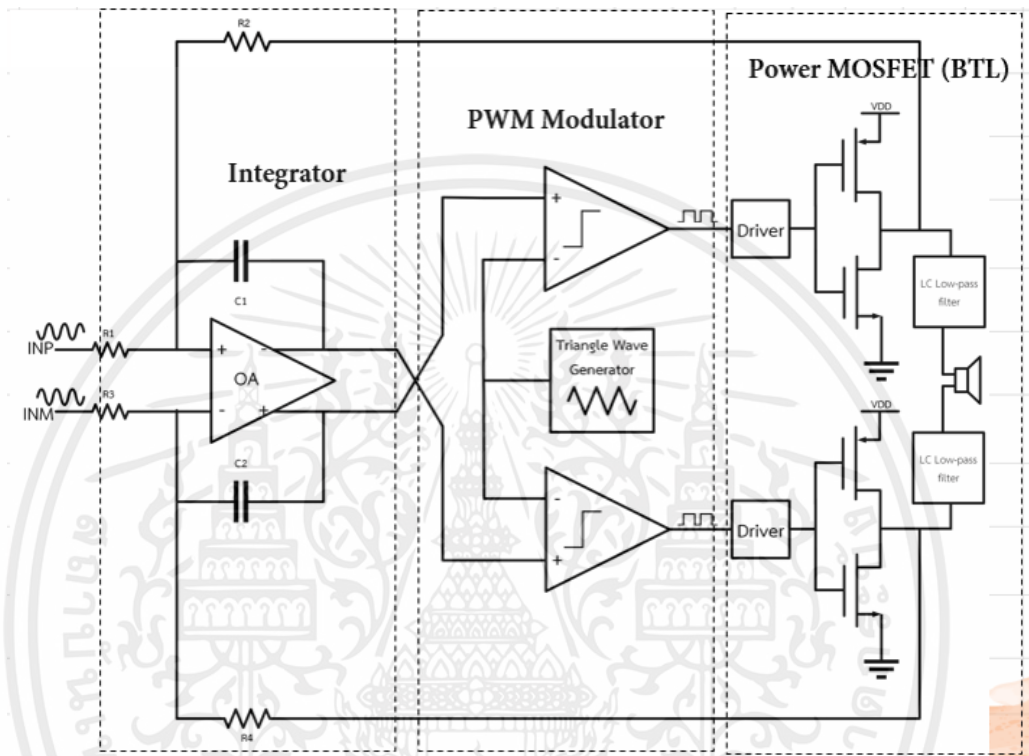 R2
Power MOSFET (BTL)
VDD
PWM Modulator
Integrator
+
-
Driver
LC Low-pass
filter
C1
INP
R1
+
-
OA
Triangle Wave
Generator
INM
R3
-
+
VDD
C2
LC Low-pass
filter
-
+
Driver
R4